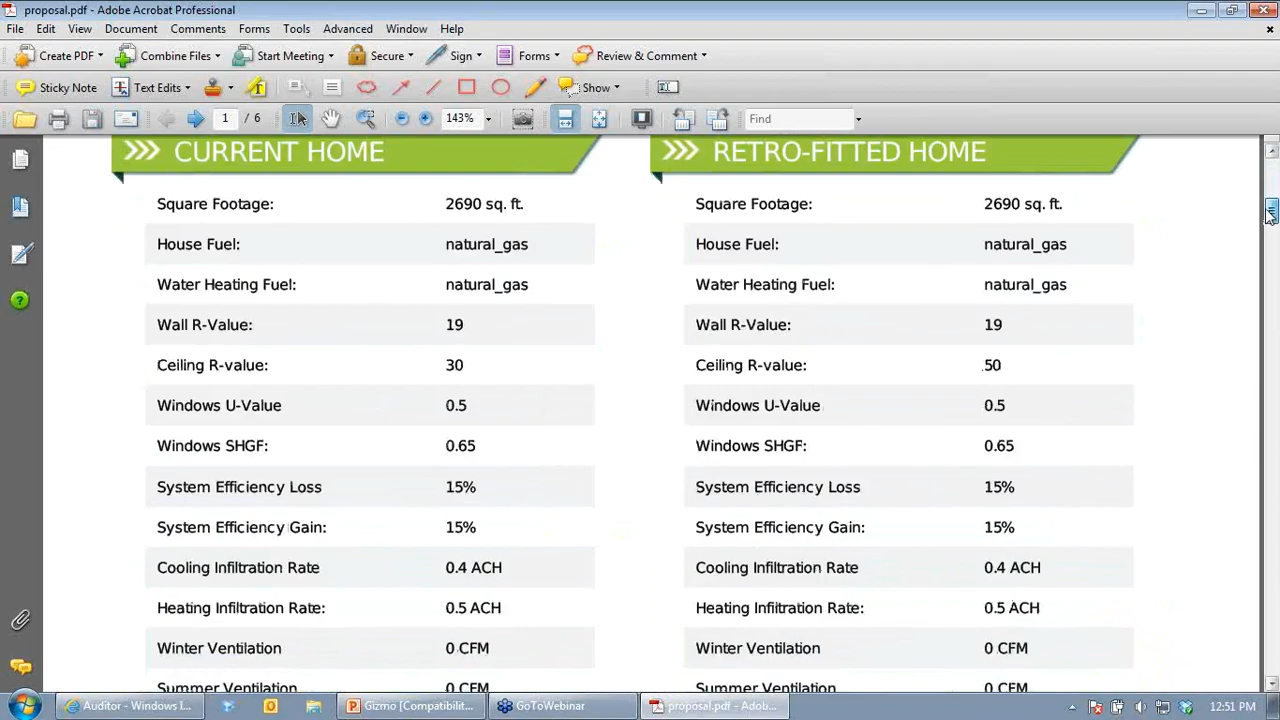 proposal.pdf - Adobe Acrobat Professional
File Edit View Document Comments Forms Tools Advanced Window Help
Create PDF Combine Files Start Meeting Secure Sign Forms Review & Comment
Sticky Note Text Edits Show
1 / 6 143% Find
CURRENT HOME RETRO-FITTED HOME
Square Footage: 2690 sq. ft. Square Footage: 2690 sq. ft.
House Fuel: natural_gas House Fuel: natural_gas
Water Heating Fuel: natural_gas Water Heating Fuel: natural_gas
Wall R-Value: 19 Wall R-Value: 19
Ceiling R-value: 30 Ceiling R-value: 50
Windows U-Value 0.5 Windows U-Value 0.5
Windows SHGF: 0.65 Windows SHGF: 0.65
System Efficiency Loss 15% System Efficiency Loss 15%
System Efficiency Gain: 15% System Efficiency Gain: 15%
Cooling Infiltration Rate 0.4 ACH Cooling Infiltration Rate 0.4 ACH
Heating Infiltration Rate: 0.5 ACH Heating Infiltration Rate: 0.5 ACH
Winter Ventilation 0 CFM Winter Ventilation 0 CFM
Summer Ventilation 0 CFM Summer Ventilation 0 CFM
Auditor - Windows I... Gizmo [Compatibilit... GoToWebinar proposal.pdf - Adob... 12:51 PM